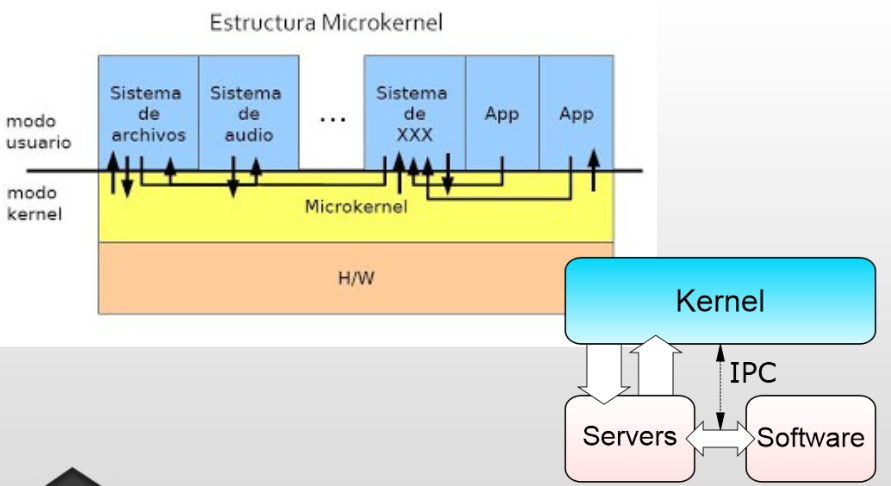 Estructura Microkernel
modo
usuario
Sistema
de
archivos
Sistema
de
audio
...
Sistema
de
XXX
App
App
modo
kernel
Microkernel
H/W
Kernel
IPC
Servers
Software